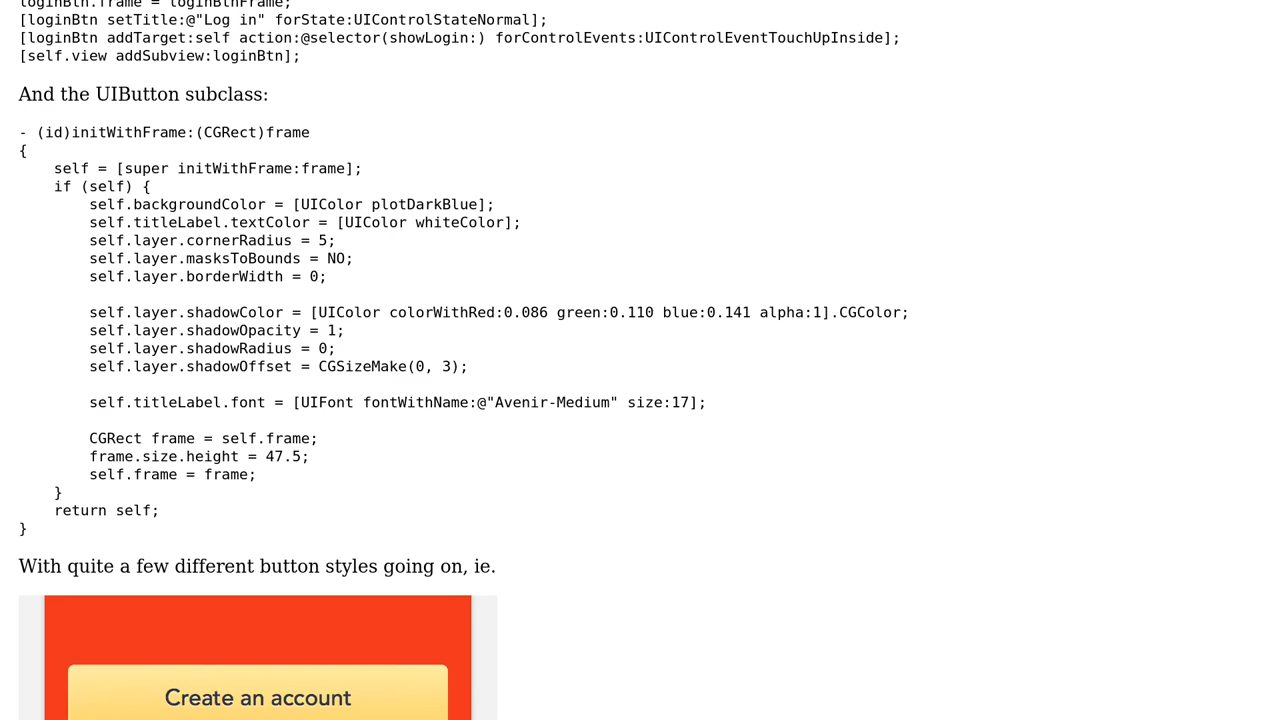 loginBtn.frame = loginBtnFrame;
[loginBtn setTitle:@"Log in" forState:UIControlStateNormal];
[loginBtn addTarget:self action:@selector(showLogin:) forControlEvents:UIControlEventTouchUpInside];
[self.view addSubview:loginBtn];
And the UIButton subclass:
- (id)initWithFrame:(CGRect)frame
{
    self = [super initWithFrame:frame];
    if (self) {
        self.backgroundColor = [UIColor plotDarkBlue];
        self.titleLabel.textColor = [UIColor whiteColor];
        self.layer.cornerRadius = 5;
        self.layer.masksToBounds = NO;
        self.layer.borderWidth = 0;
        self.layer.shadowColor = [UIColor colorWithRed:0.086 green:0.110 blue:0.141 alpha:1].CGColor;
        self.layer.shadowOpacity = 1;
        self.layer.shadowRadius = 0;
        self.layer.shadowOffset = CGSizeMake(0, 3);
        self.titleLabel.font = [UIFont fontWithName:@"Avenir-Medium" size:17];
        CGRect frame = self.frame;
        frame.size.height = 47.5;
        self.frame = frame;
    }
    return self;
}
With quite a few different button styles going on, ie.
Create an account